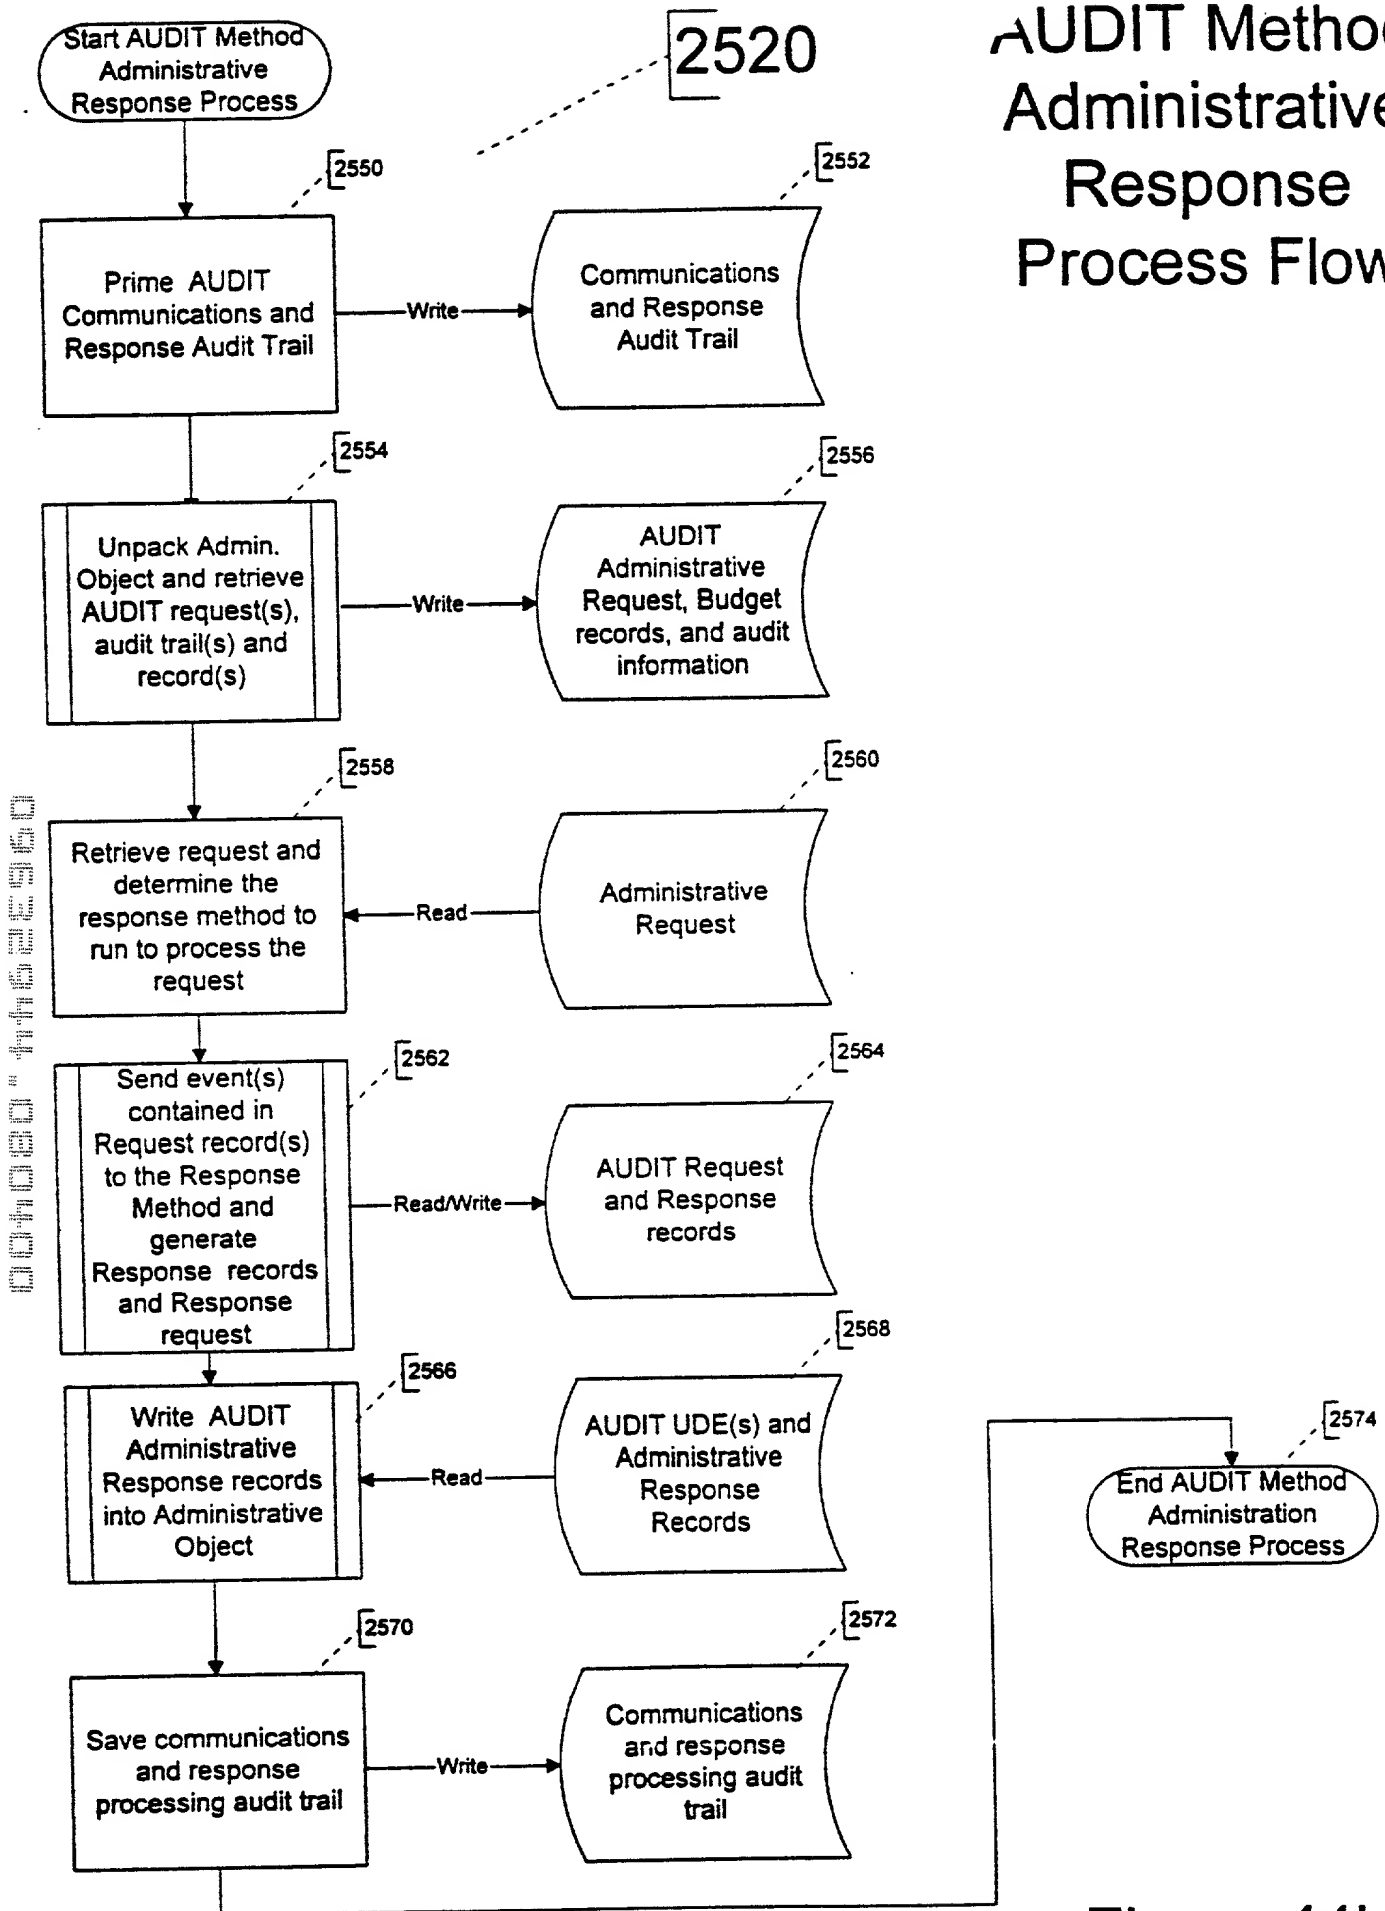 Start AUDIT Method
Administrative
Response Process
2520
AUDIT Metho
Administrative
Response
Process Flow
2550
2552
Prime AUDIT
Communications and
Response Audit Trail
Write
Communications
and Response
Audit Trail
2554
2556
Unpack Admin.
Object and retrieve
AUDIT request(s),
audit trail(s) and
record(s)
Write
AUDIT
Administrative
Request, Budget
records, and audit
information
2558
2560
Retrieve request and
determine the
response method to
run to process the
request
Read
Administrative
Request
2562
2564
Send event(s)
contained in
Request record(s)
to the Response
Method and
generate
Response records
and Response
request
Read/Write
AUDIT Request
and Response
records
2566
2568
Write AUDIT
Administrative
Response records
into Administrative
Object
Read
AUDIT UDE(s) and
Administrative
Response
Records
2574
End AUDIT Method
Administration
Response Process
2570
2572
Save communications
and response
processing audit trail
Write
Communications
and response
processing audit
trail